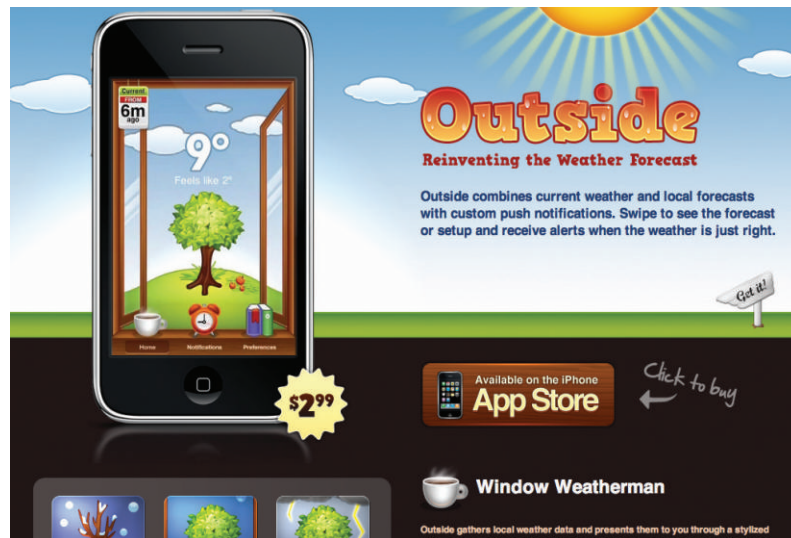 Current
FROM
6m
ago
9°
Feels like 2°
Home
Notifications
Preferences
$2.99
Outside
Reinventing the Weather Forecast
Outside combines current weather and local forecasts
with custom push notifications. Swipe to see the forecast
or setup and receive alerts when the weather is just right.
Get it!
Available on the iPhone
App Store
Click to buy
Window Weatherman
Outside gathers local weather data and presents them to you through a stylized